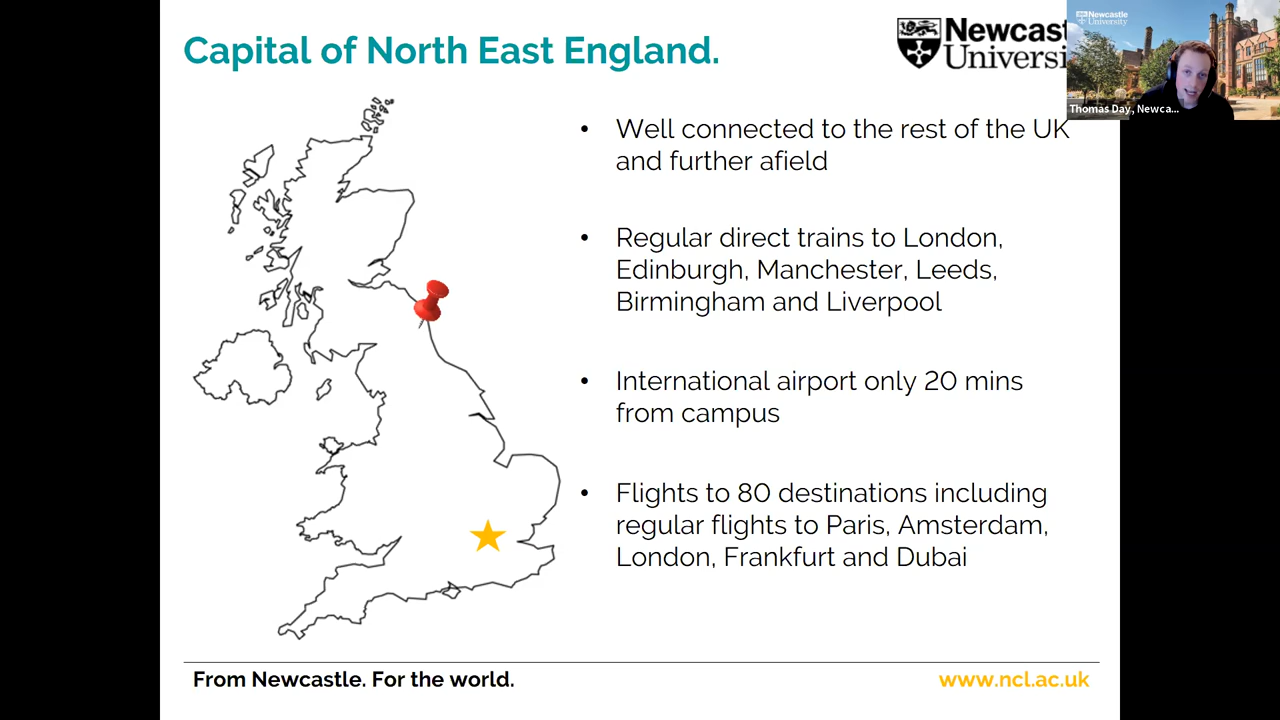 Capital of North East England.
Newcast
Universi
Newcastle
University
Thomas Day, Newca...
• Well connected to the rest of the UK
and further afield
• Regular direct trains to London,
Edinburgh, Manchester, Leeds,
Birmingham and Liverpool
• International airport only 20 mins
from campus
• Flights to 80 destinations including
regular flights to Paris, Amsterdam,
London, Frankfurt and Dubai
From Newcastle. For the world.
www.ncl.ac.uk